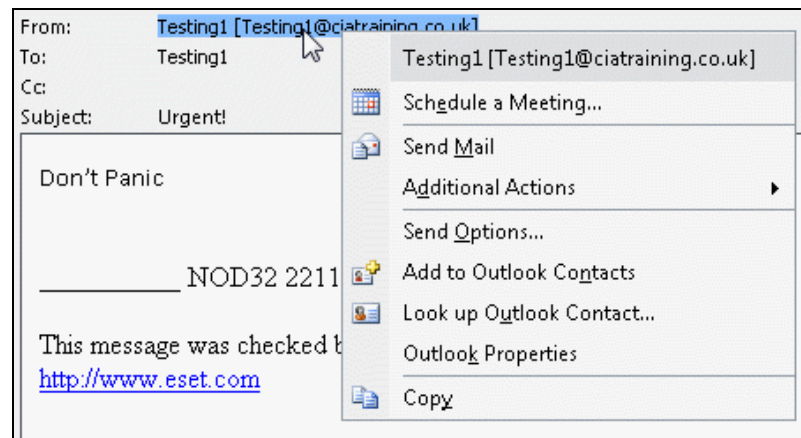 From: Testing1 [Testing1@ciatraining.co.uk]
To: Testing1
Cc:
Subject: Urgent!
Don't Panic
NOD32 2211
This message was checked
http://www.eset.com
Testing1 [Testing1@ciatraining.co.uk]
Schedule a Meeting...
Send Mail
Additional Actions
Send Options...
Add to Outlook Contacts
Look up Outlook Contact...
Outlook Properties
Copy